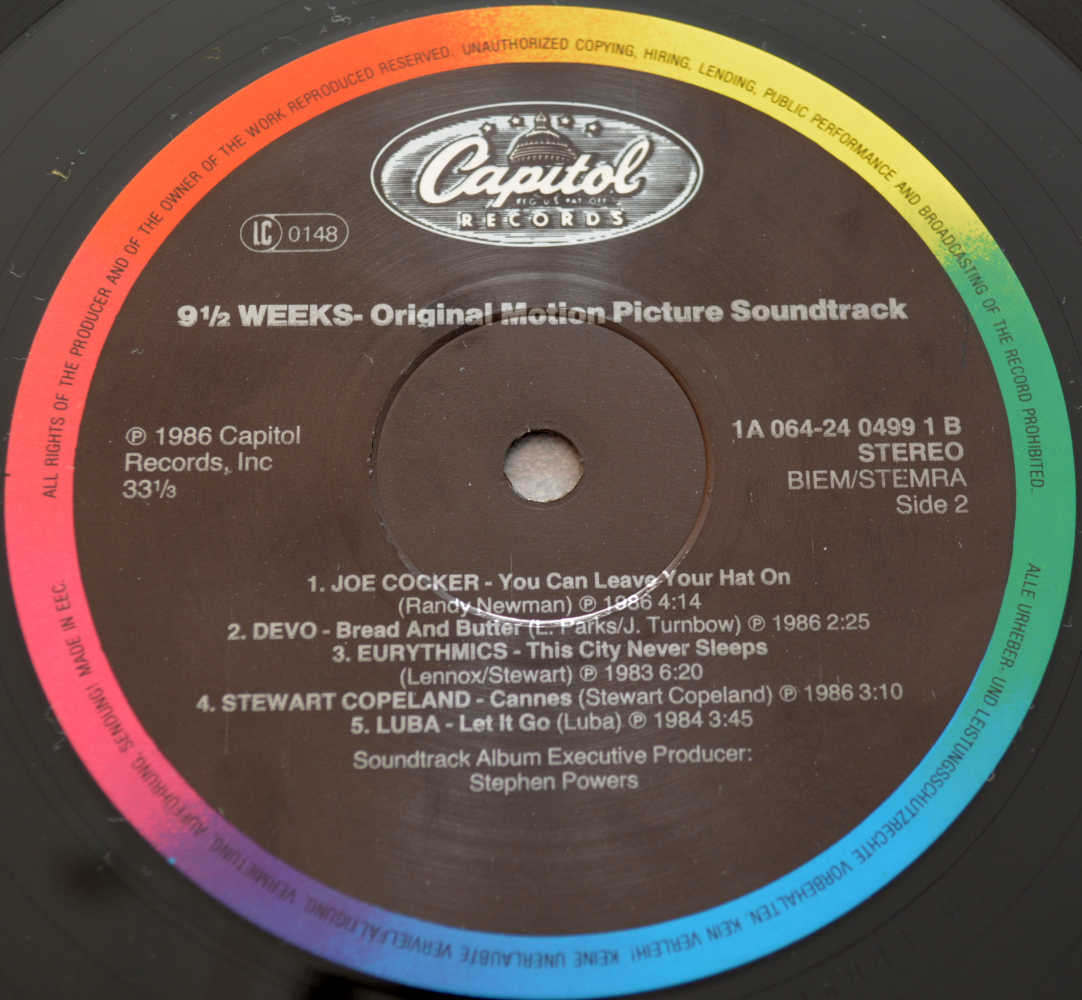 ALL RIGHTS OF THE PRODUCER AND OF THE OWNER OF THE WORK REPRODUCED RESERVED. UNAUTHORIZED COPYING, HIRING, LENDING, PUBLIC PERFORMANCE AND BROADCASTING OF THE RECORD PROHIBITED.
Capitol
REG U.S. PAT. OFF.
RECORDS
LC 0148
9½ WEEKS- Original Motion Picture Soundtrack
℗ 1986 Capitol
Records, Inc
33⅓
1A 064-24 0499 1 B
STEREO
BIEM/STEMRA
Side 2
1. JOE COCKER - You Can Leave Your Hat On
(Randy Newman) ℗ 1986 4:14
2. DEVO - Bread And Butter (L. Parks/J. Turnbow) ℗ 1986 2:25
3. EURYTHMICS - This City Never Sleeps
(Lennox/Stewart) ℗ 1983 6:20
4. STEWART COPELAND - Cannes (Stewart Copeland) ℗ 1986 3:10
5. LUBA - Let It Go (Luba) ℗ 1984 3:45
Soundtrack Album Executive Producer:
Stephen Powers
ALLE URHEBER- UND LEISTUNGSSCHUTZRECHTE VORBEHALTEN. KEIN VERLEIH! KEINE UNERLAUBTE VERVIELFÄLTIGUNG, VERMIETUNG, AUFFÜHRUNG, SENDUNG! MADE IN EEC.